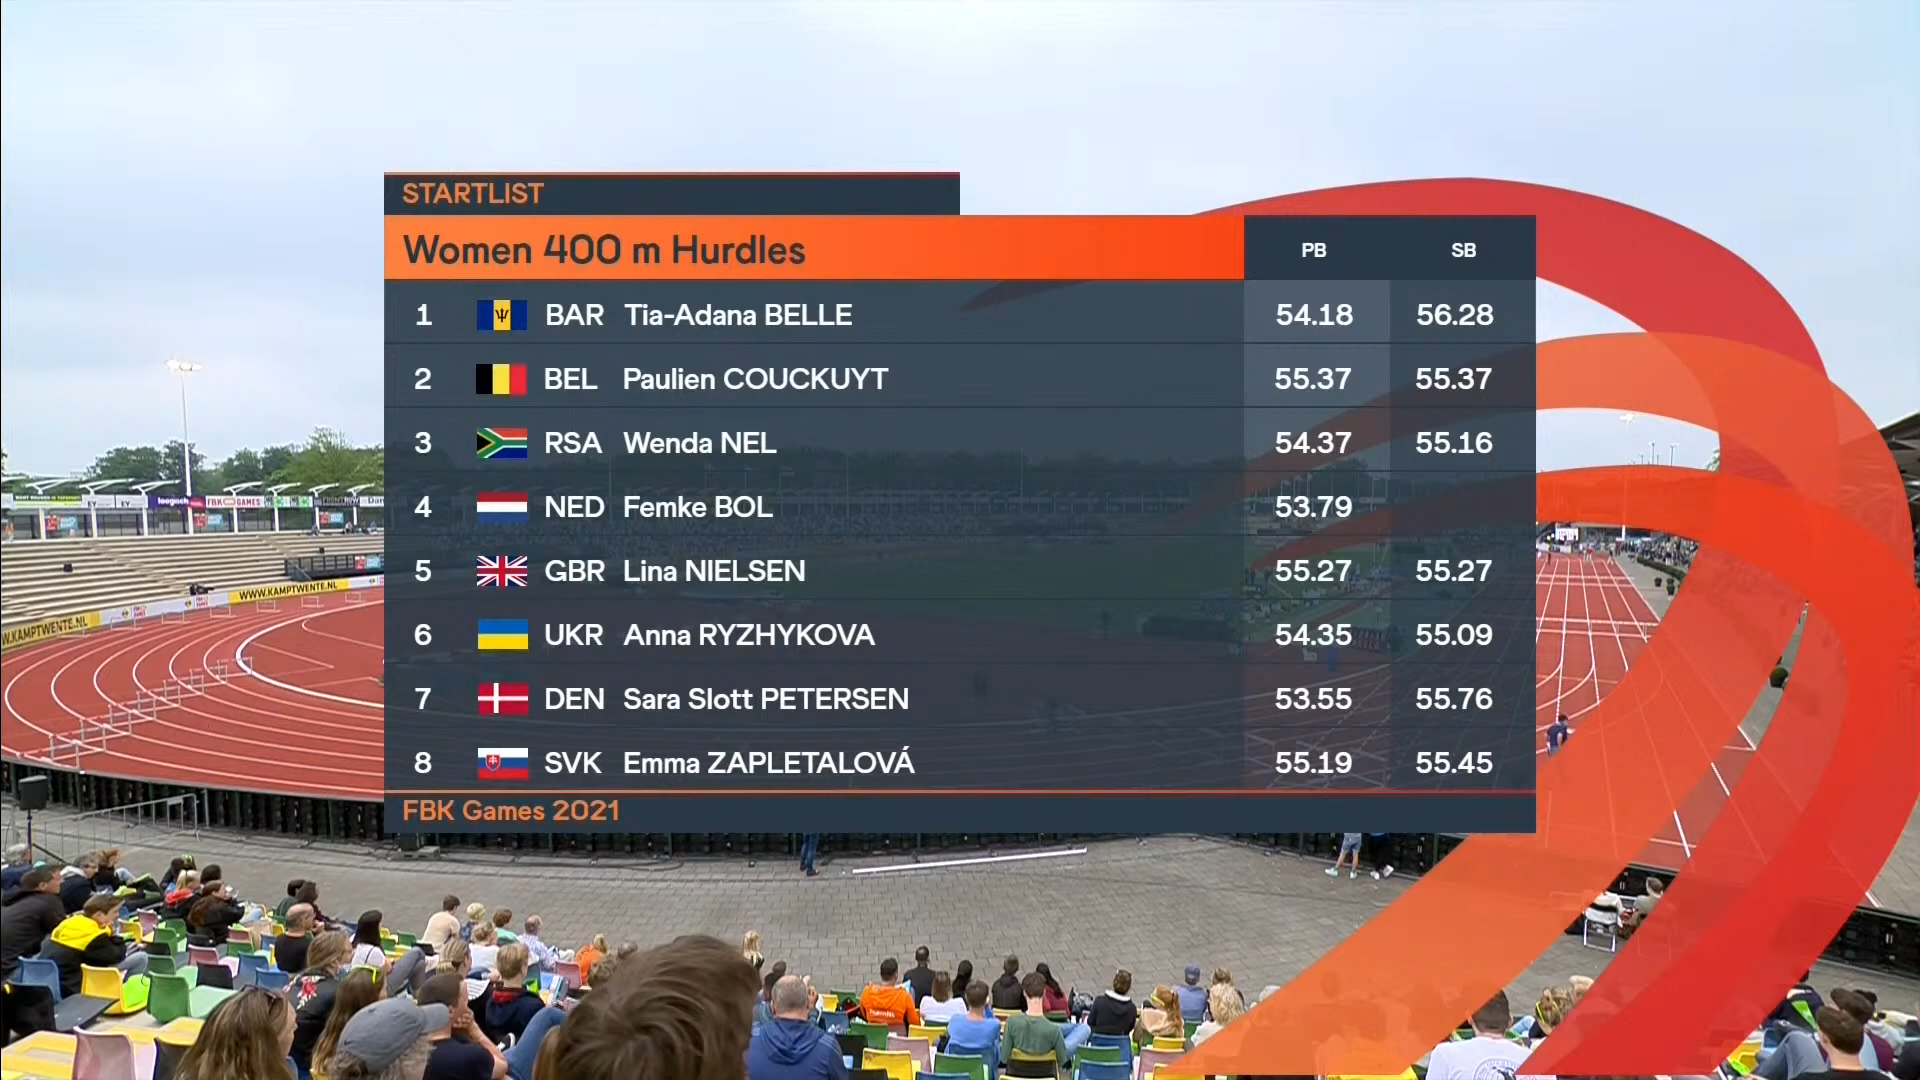 STARTLIST
Women 400 m Hurdles PB SB
1 BAR Tia-Adana BELLE 54.18 56.28
2 BEL Paulien COUCKUYT 55.37 55.37
3 RSA Wenda NEL 54.37 55.16
4 NED Femke BOL 53.79
5 GBR Lina NIELSEN 55.27 55.27
6 UKR Anna RYZHYKOVA 54.35 55.09
7 DEN Sara Slott PETERSEN 53.55 55.76
8 SVK Emma ZAPLETALOVÁ 55.19 55.45
FBK Games 2021
FBK GAMES
WWW.KAMPTWENTE.NL
W.KAMPTWENTE.NL